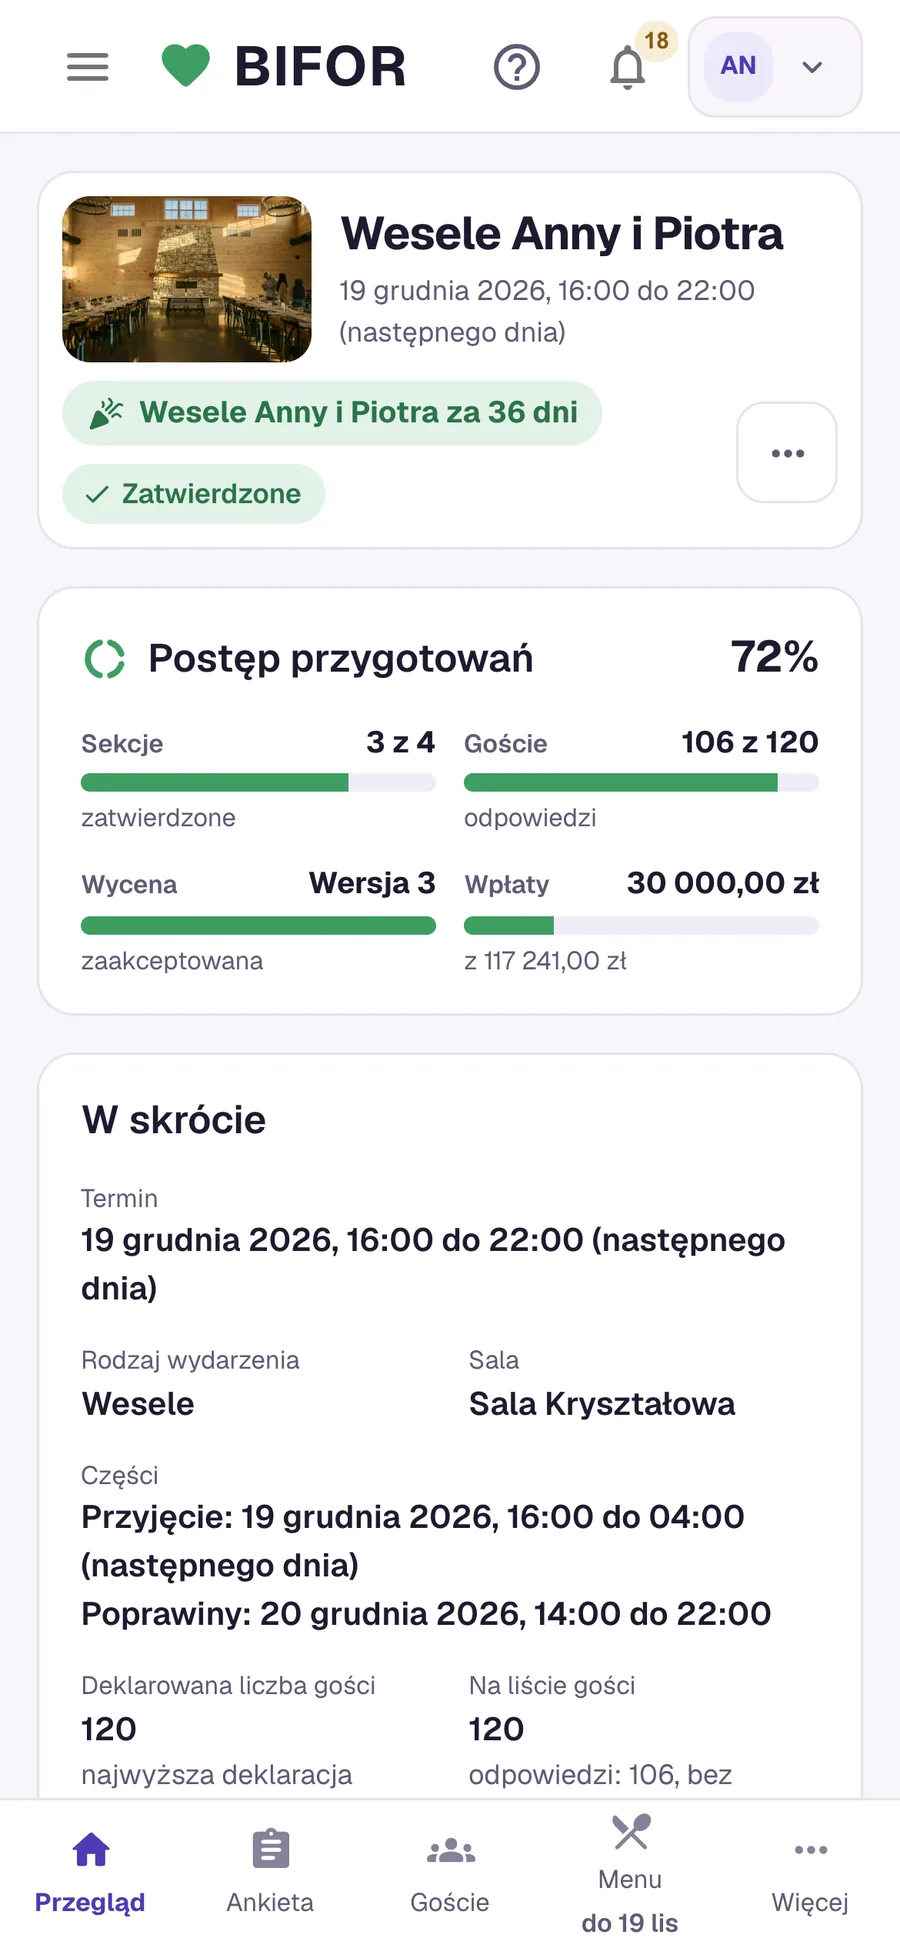 BIFOR
18
AN
Wesele Anny i Piotra
19 grudnia 2026, 16:00 do 22:00
(następnego dnia)
Wesele Anny i Piotra za 36 dni
Zatwierdzone
Postęp przygotowań 72%
Sekcje 3 z 4
zatwierdzone
Goście 106 z 120
odpowiedzi
Wycena Wersja 3
zaakceptowana
Wpłaty 30 000,00 zł
z 117 241,00 zł
W skrócie
Termin
19 grudnia 2026, 16:00 do 22:00 (następnego
dnia)
Rodzaj wydarzenia
Wesele
Sala
Sala Kryształowa
Części
Przyjęcie: 19 grudnia 2026, 16:00 do 04:00
(następnego dnia)
Poprawiny: 20 grudnia 2026, 14:00 do 22:00
Deklarowana liczba gości
120
najwyższa deklaracja
Na liście gości
120
odpowiedzi: 106, bez
Przegląd
Ankieta
Goście
Menu
do 19 lis
Więcej